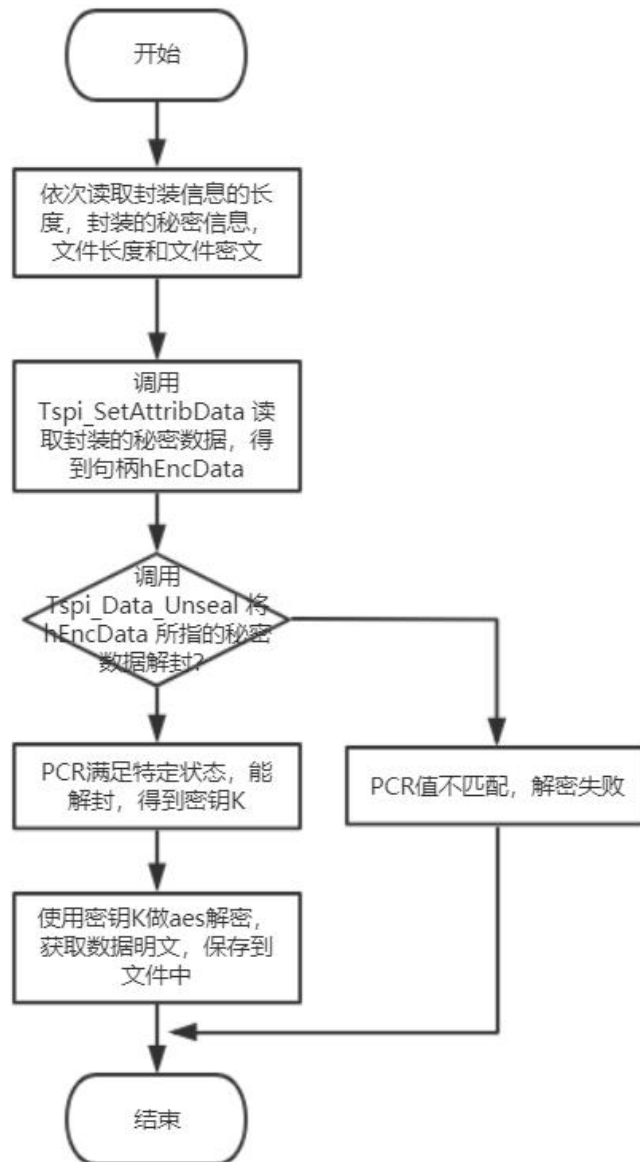 开始
依次读取封装信息的长
度，封装的秘密信息，
文件长度和文件密文
调用
Tspi_SetAttribData 读
取封装的秘密数据，得
到句柄hEncData
调用
Tspi_Data_Unseal 将
hEncData 所指的秘密
数据解封？
PCR满足特定状态，能
解封，得到密钥K
PCR值不匹配，解密失败
使用密钥K做aes解密，
获取数据明文，保存到
文件中
结束